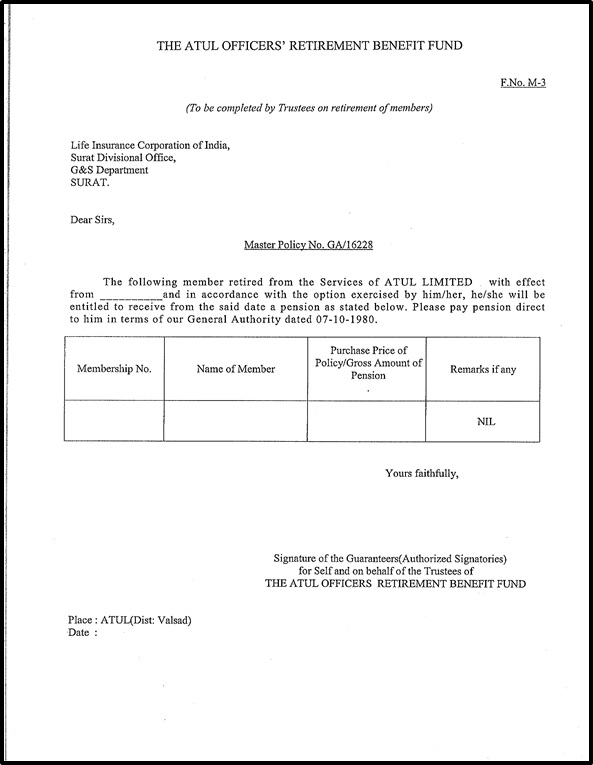 THE ATUL OFFICERS' RETIREMENT BENEFIT FUND
F.No. M-3
(To be completed by Trustees on retirement of members)
Life Insurance Corporation of India,
Surat Divisional Office,
G&S Department
SURAT.
Dear Sirs,
Master Policy No. GA/16228
The following member retired from the Services of ATUL LIMITED with effect
from __________and in accordance with the option exercised by him/her, he/she will be
entitled to receive from the said date a pension as stated below. Please pay pension direct
to him in terms of our General Authority dated 07-10-1980.
Membership No.
Name of Member
Purchase Price of
Policy/Gross Amount of
Pension
Remarks if any
NIL
Yours faithfully,
Signature of the Guaranteers(Authorized Signatories)
for Self and on behalf of the Trustees of
THE ATUL OFFICERS RETIREMENT BENEFIT FUND
Place : ATUL(Dist: Valsad)
Date :